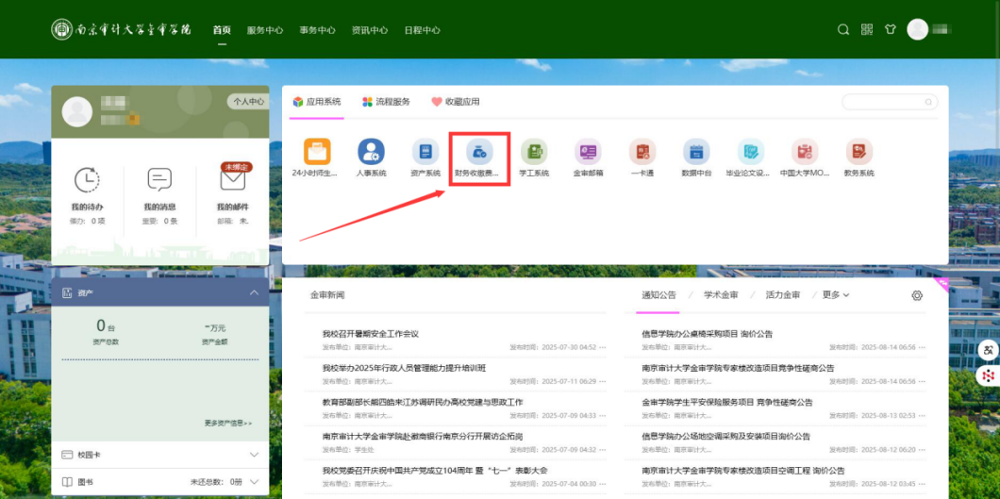 南京审计大学金审学院 首页 服务中心 事务中心 资讯中心 日程中心
个人中心
未绑定
我的待办 我的消息 我的邮件
催办: 0 项 重要: 0 条 邮箱: 未.
应用系统 流程服务 收藏应用
24小时师生... 人事系统 资产系统 财务收缴费... 学工系统 金审邮箱 一卡通 数据中台 毕业论文设... 中国大学MO... 教务系统
资产
0 台 --万元
资产总数 资产金额
更多资产信息>>
校园卡
图书 未还总数: 0册
金审新闻
我校召开暑期安全工作会议
发布单位: 南京审计大... 发布时间: 2025-07-30 04:52 ...
我校举办2025年行政人员管理能力提升培训班
发布单位: 南京审计大... 发布时间: 2025-07-11 06:29 ...
教育部副部长熊四皓来江苏调研民办高校党建与思政工作
发布单位: 南京审计大... 发布时间: 2025-07-09 04:33 ...
南京审计大学金审学院赴徽商银行南京分行开展访企拓岗
发布单位: 学生处 发布时间: 2025-07-09 04:32 ...
我校党委召开庆祝中国共产党成立104周年 暨“七一”表彰大会
发布单位: 南京审计大... 发布时间: 2025-07-04 00:30 ...
通知公告 / 学术金审 / 活力金审 / 更多
信息学院办公桌椅采购项目 询价公告
发布单位: 南京审计大... 发布时间: 2025-08-14 06:56 ...
南京审计大学金审学院专家楼改造项目竞争性磋商公告
发布单位: 南京审计大... 发布时间: 2025-08-14 06:56 ...
金审学院学生平安保险服务项目 竞争性磋商公告
发布单位: 南京审计大... 发布时间: 2025-08-13 02:53 ...
信息学院办公场地空调采购及安装项目询价公告
发布单位: 南京审计大... 发布时间: 2025-08-12 06:20 ...
南京审计大学金审学院专家楼改造项目空调工程 询价公告
发布单位: 南京审计大... 发布时间: 2025-08-12 03:45 ...